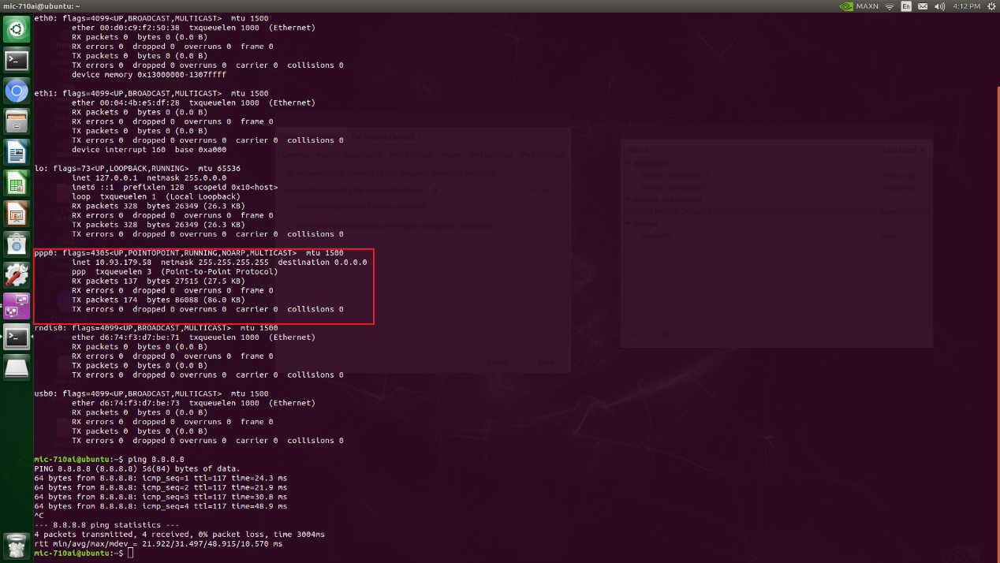 mic-710ai@ubuntu: ~
MAXN
En
4:12 PM
eth0: flags=4099<UP,BROADCAST,MULTICAST>  mtu 1500
        ether 00:d0:c9:f2:50:38  txqueuelen 1000  (Ethernet)
        RX packets 0  bytes 0 (0.0 B)
        RX errors 0  dropped 0  overruns 0  frame 0
        TX packets 0  bytes 0 (0.0 B)
        TX errors 0  dropped 0 overruns 0  carrier 0  collisions 0
        device memory 0x13000000-1307ffff
eth1: flags=4099<UP,BROADCAST,MULTICAST>  mtu 1500
        ether 00:04:4b:e5:df:28  txqueuelen 1000  (Ethernet)
        RX packets 0  bytes 0 (0.0 B)
        RX errors 0  dropped 0  overruns 0  frame 0
        TX packets 0  bytes 0 (0.0 B)
        TX errors 0  dropped 0 overruns 0  carrier 0  collisions 0
        device interrupt 160  base 0xa000
lo: flags=73<UP,LOOPBACK,RUNNING>  mtu 65536
        inet 127.0.0.1  netmask 255.0.0.0
        inet6 ::1  prefixlen 128  scopeid 0x10<host>
        loop  txqueuelen 1  (Local Loopback)
        RX packets 328  bytes 26349 (26.3 KB)
        RX errors 0  dropped 0  overruns 0  frame 0
        TX packets 328  bytes 26349 (26.3 KB)
        TX errors 0  dropped 0 overruns 0  carrier 0  collisions 0
ppp0: flags=4305<UP,POINTOPOINT,RUNNING,NOARP,MULTICAST>  mtu 1500
        inet 10.93.179.58  netmask 255.255.255.255  destination 0.0.0.0
        ppp  txqueuelen 3  (Point-to-Point Protocol)
        RX packets 137  bytes 27515 (27.5 KB)
        RX errors 0  dropped 0  overruns 0  frame 0
        TX packets 174  bytes 86088 (86.0 KB)
        TX errors 0  dropped 0 overruns 0  carrier 0  collisions 0
rndis0: flags=4099<UP,BROADCAST,MULTICAST>  mtu 1500
        ether d6:74:f3:d7:be:71  txqueuelen 1000  (Ethernet)
        RX packets 0  bytes 0 (0.0 B)
        RX errors 0  dropped 0  overruns 0  frame 0
        TX packets 0  bytes 0 (0.0 B)
        TX errors 0  dropped 0 overruns 0  carrier 0  collisions 0
usb0: flags=4099<UP,BROADCAST,MULTICAST>  mtu 1500
        ether d6:74:f3:d7:be:73  txqueuelen 1000  (Ethernet)
        RX packets 0  bytes 0 (0.0 B)
        RX errors 0  dropped 0  overruns 0  frame 0
        TX packets 0  bytes 0 (0.0 B)
        TX errors 0  dropped 0 overruns 0  carrier 0  collisions 0
mic-710ai@ubuntu:~$ ping 8.8.8.8
PING 8.8.8.8 (8.8.8.8) 56(84) bytes of data.
64 bytes from 8.8.8.8: icmp_seq=1 ttl=117 time=24.3 ms
64 bytes from 8.8.8.8: icmp_seq=2 ttl=117 time=21.9 ms
64 bytes from 8.8.8.8: icmp_seq=3 ttl=117 time=30.8 ms
64 bytes from 8.8.8.8: icmp_seq=4 ttl=117 time=48.9 ms
^C
--- 8.8.8.8 ping statistics ---
4 packets transmitted, 4 received, 0% packet loss, time 3004ms
rtt min/avg/max/mdev = 21.922/31.497/48.915/10.570 ms
mic-710ai@ubuntu:~$